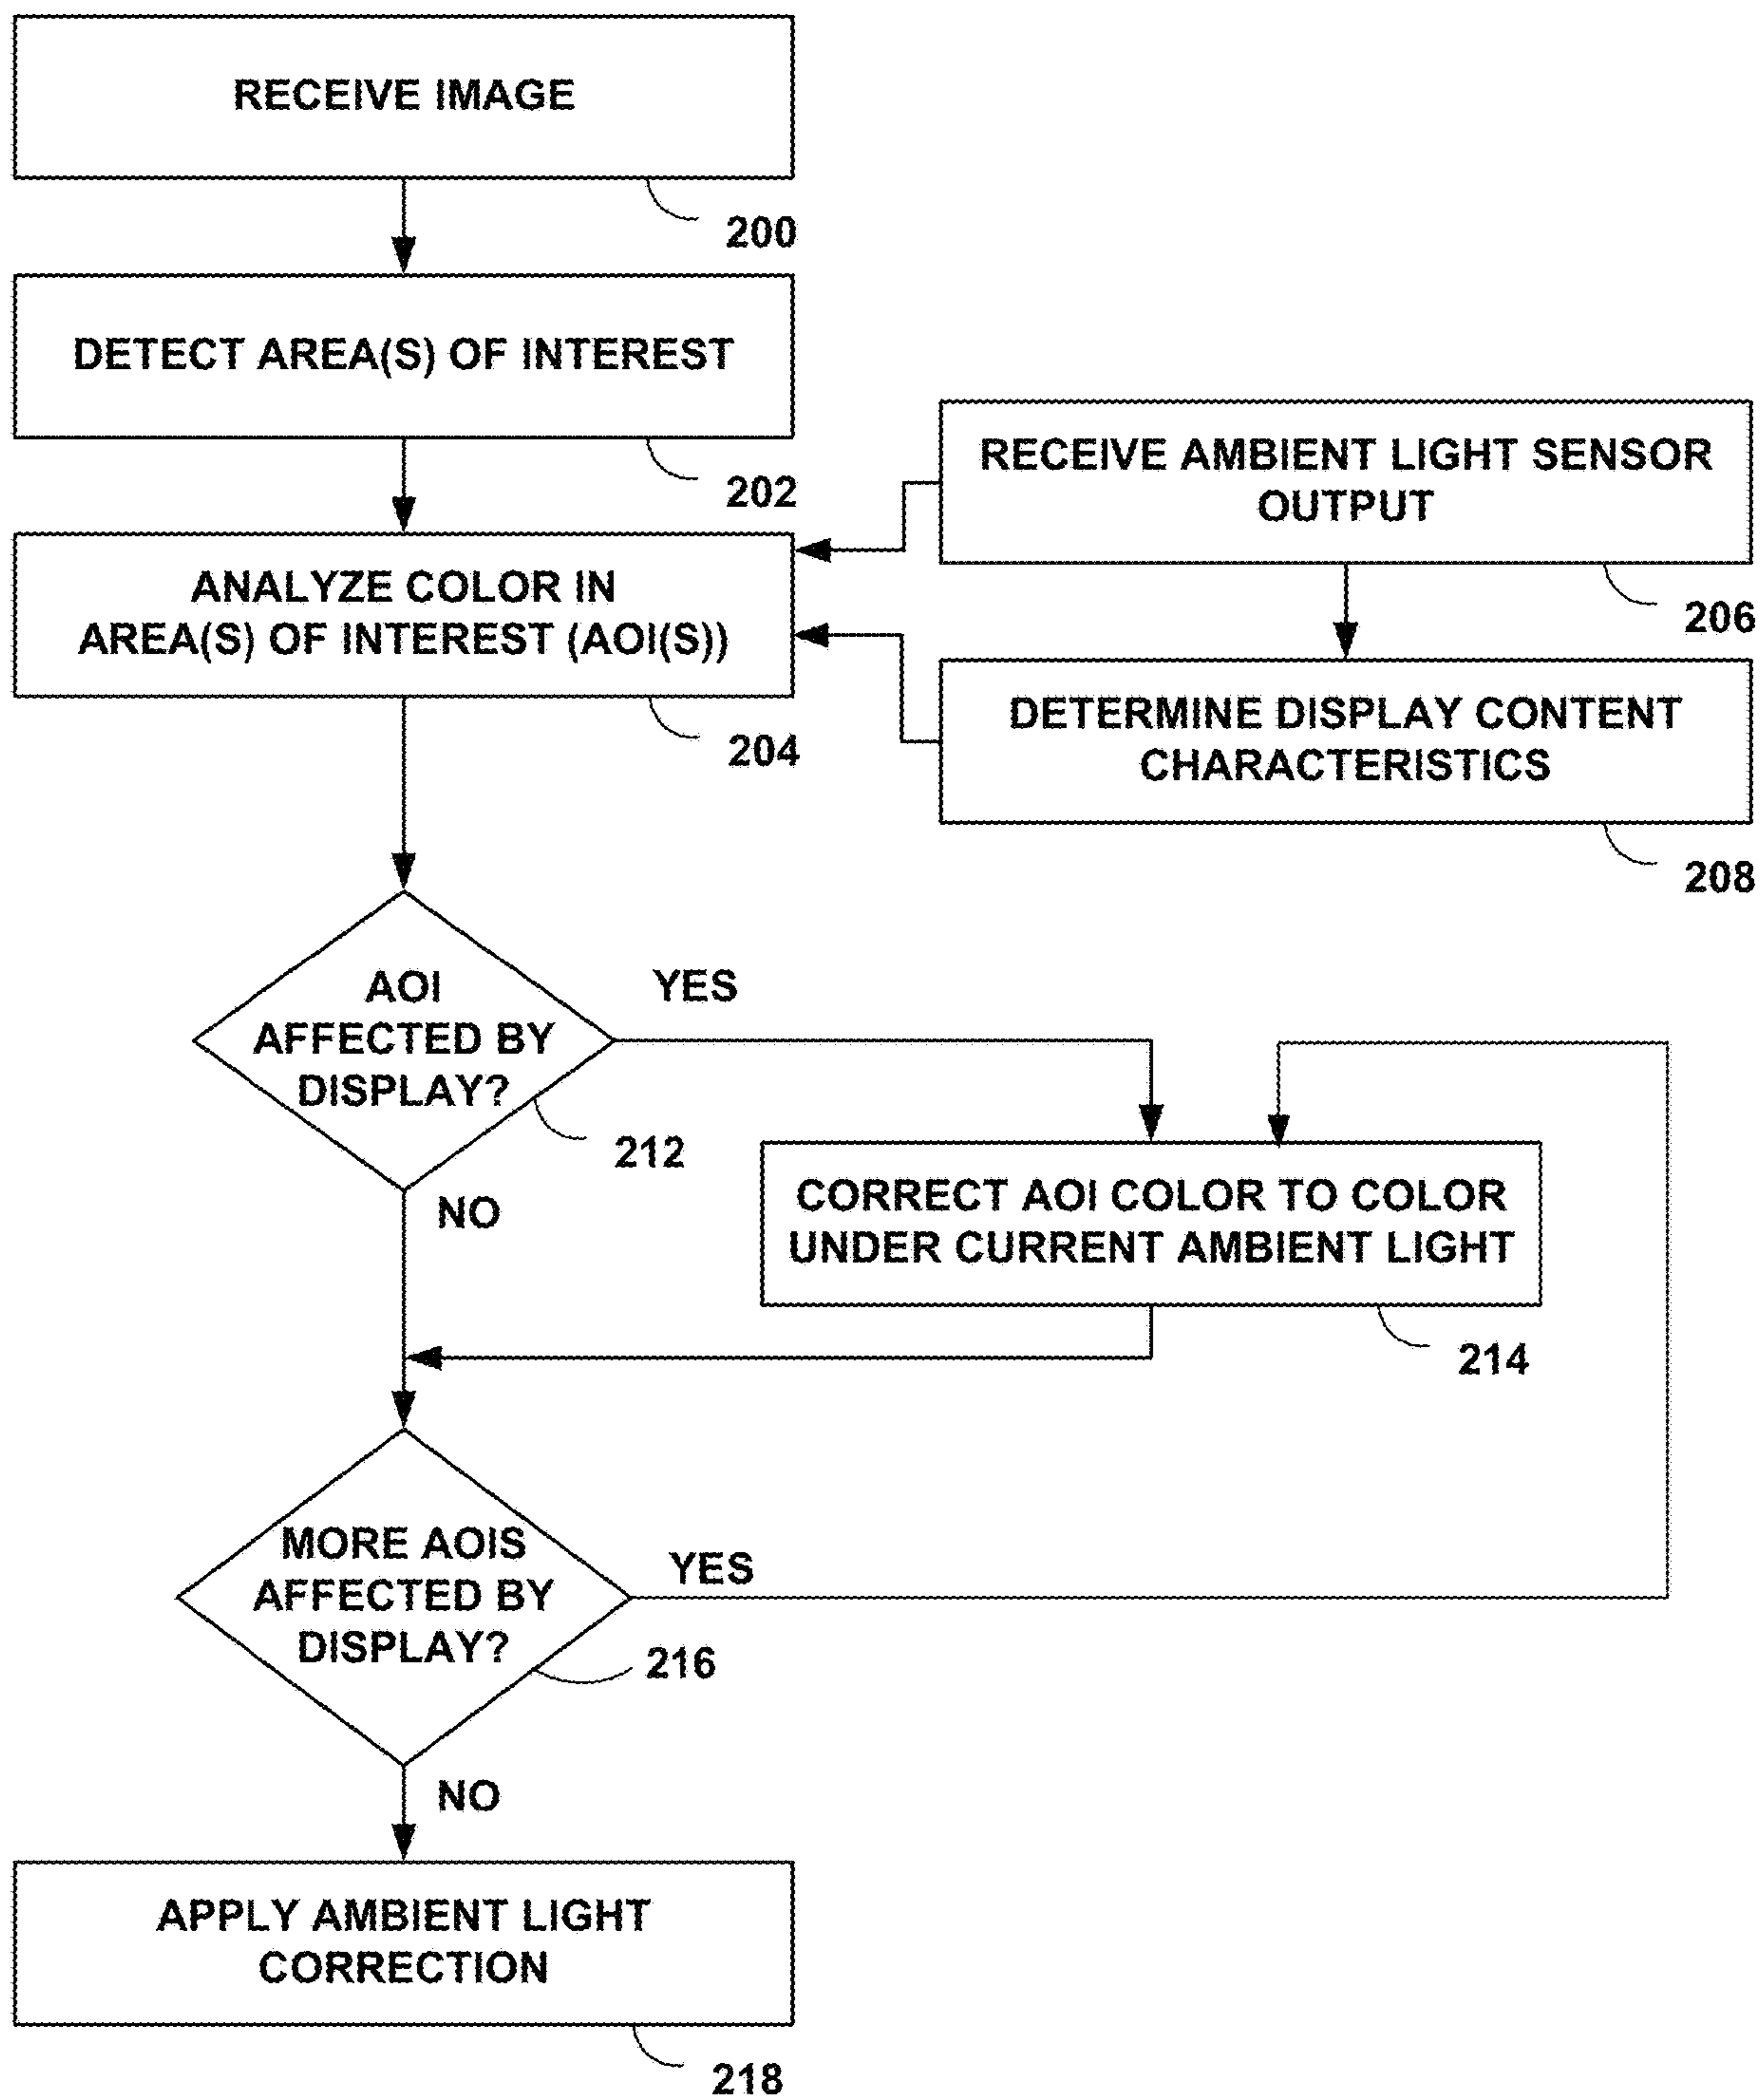 RECEIVE IMAGE
200
DETECT AREA(S) OF INTEREST
202
RECEIVE AMBIENT LIGHT SENSOR
OUTPUT
206
ANALYZE COLOR IN
AREA(S) OF INTEREST (AOI(S))
204
DETERMINE DISPLAY CONTENT
CHARACTERISTICS
208
AOI
AFFECTED BY
DISPLAY?
YES
212
NO
CORRECT AOI COLOR TO COLOR
UNDER CURRENT AMBIENT LIGHT
214
MORE AOIS
AFFECTED BY
DISPLAY?
YES
216
NO
APPLY AMBIENT LIGHT
CORRECTION
218